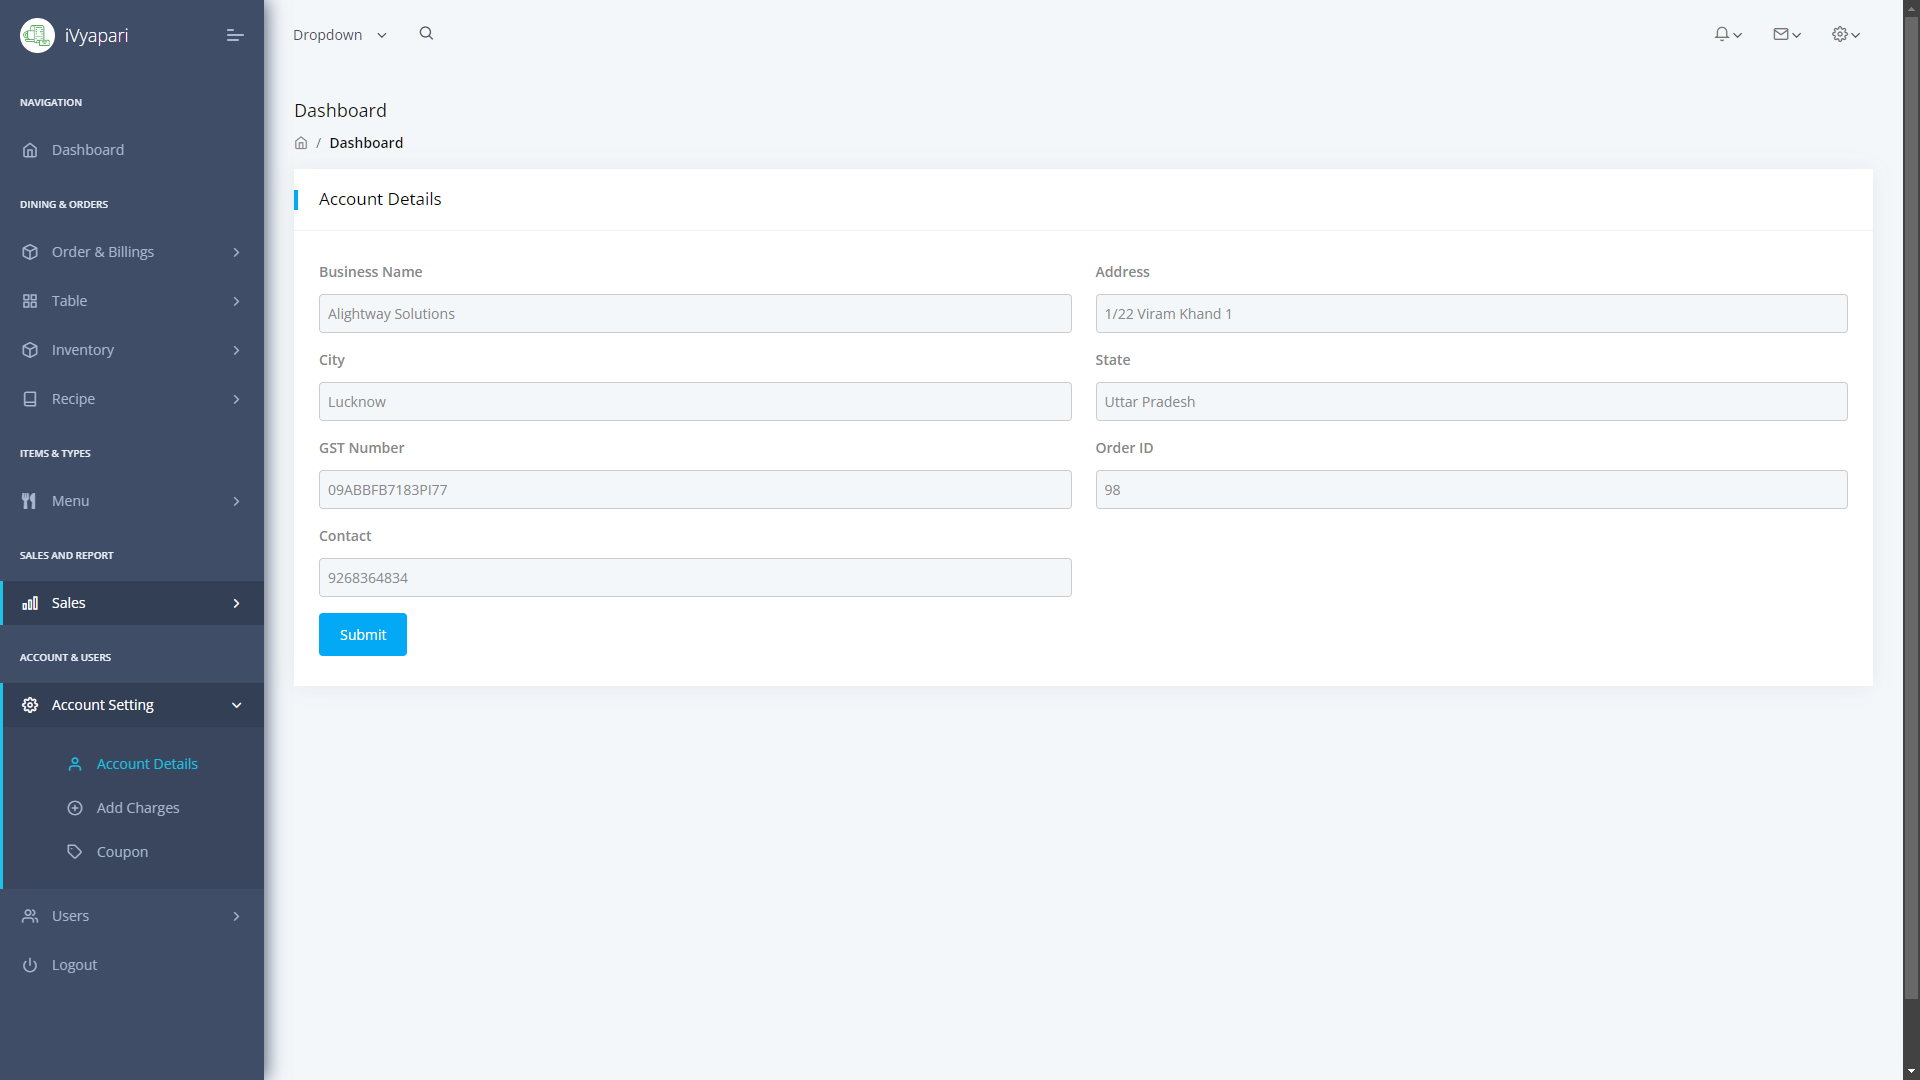 iVyapari
NAVIGATION
Dashboard
DINING & ORDERS
Order & Billings
Table
Inventory
Recipe
ITEMS & TYPES
Menu
SALES AND REPORT
Sales
ACCOUNT & USERS
Account Setting
Account Details
Add Charges
Coupon
Users
Logout
Dropdown
Dashboard
/ Dashboard
Account Details
Business Name
Alightway Solutions
Address
1/22 Viram Khand 1
City
Lucknow
State
Uttar Pradesh
GST Number
09ABBFB7183PI77
Order ID
98
Contact
9268364834
Submit